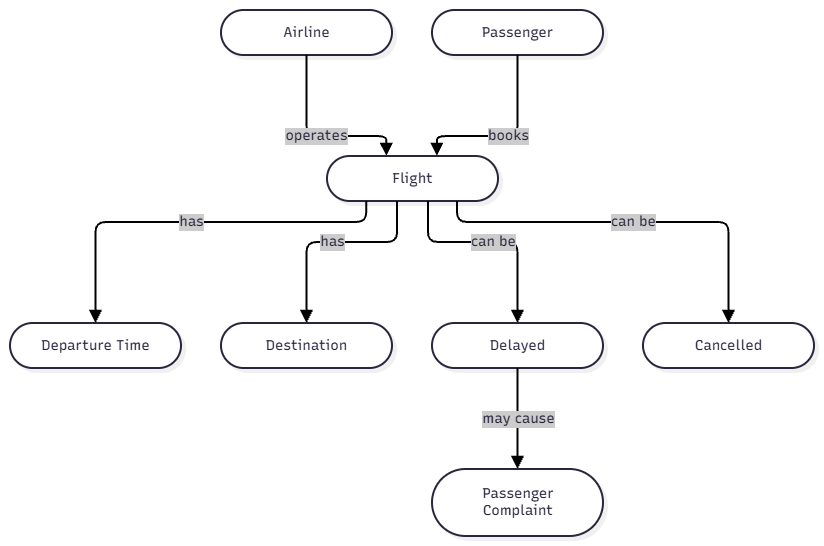 Airline
Passenger
operates
books
Flight
has
can be
has
can be
Departure Time
Destination
Delayed
Cancelled
may cause
Passenger
Complaint